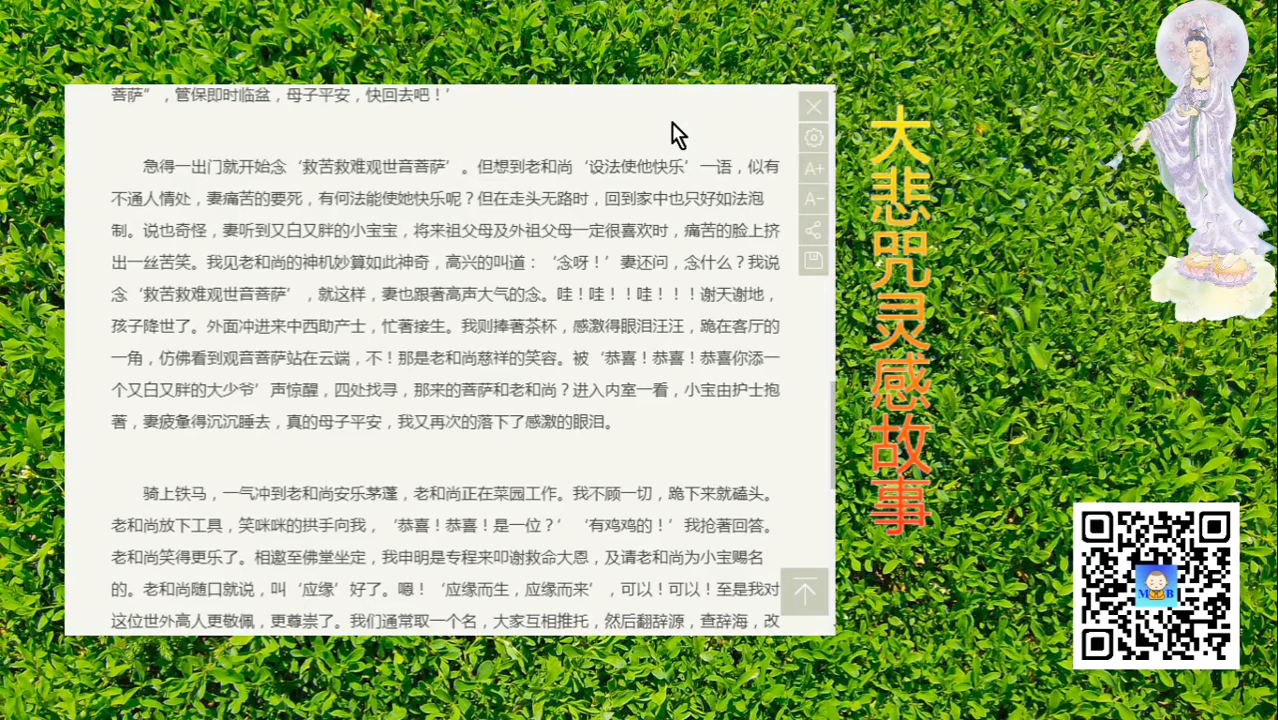 菩萨”，管保即时临盆，母子平安，快回去吧！’
急得一出门就开始念‘救苦救难观世音菩萨’。但想到老和尚‘设法使他快乐’一语，似有
不通人情处，妻痛苦的要死，有何法能使她快乐呢？但在走头无路时，回到家中也只好如法泡
制。说也奇怪，妻听到又白又胖的小宝宝，将来祖父母及外祖父母一定很喜欢时，痛苦的脸上挤
出一丝苦笑。我见老和尚的神机妙算如此神奇，高兴的叫道：‘念呀！’妻还问，念什么？我说
念‘救苦救难观世音菩萨’，就这样，妻也跟著高声大气的念。哇！哇！！哇！！！谢天谢地，
孩子降世了。外面冲进来中西助产士，忙著接生。我则捧著茶杯，感激得眼泪汪汪，跪在客厅的
一角，仿佛看到观音菩萨站在云端，不！那是老和尚慈祥的笑容。被‘恭喜！恭喜！恭喜你添一
个又白又胖的大少爷’声惊醒，四处找寻，那来的菩萨和老和尚？进入内室一看，小宝由护士抱
著，妻疲惫得沉沉睡去，真的母子平安，我又再次的落下了感激的眼泪。
骑上铁马，一气冲到老和尚安乐茅蓬，老和尚正在菜园工作。我不顾一切，跪下来就磕头。
老和尚放下工具，笑咪咪的拱手向我，‘恭喜！恭喜！是一位？’‘有鸡鸡的！’我抢著回答。
老和尚笑得更乐了。相邀至佛堂坐定，我申明是专程来叩谢救命大恩，及请老和尚为小宝赐名
的。老和尚随口就说，叫‘应缘’好了。嗯！‘应缘而生，应缘而来’，可以！可以！至是我对
这位世外高人更敬佩，更尊崇了。我们通常取一个名，大家互相推托，然后翻辞源，查辞海，改
A+
A-
大悲咒灵感故事
M B